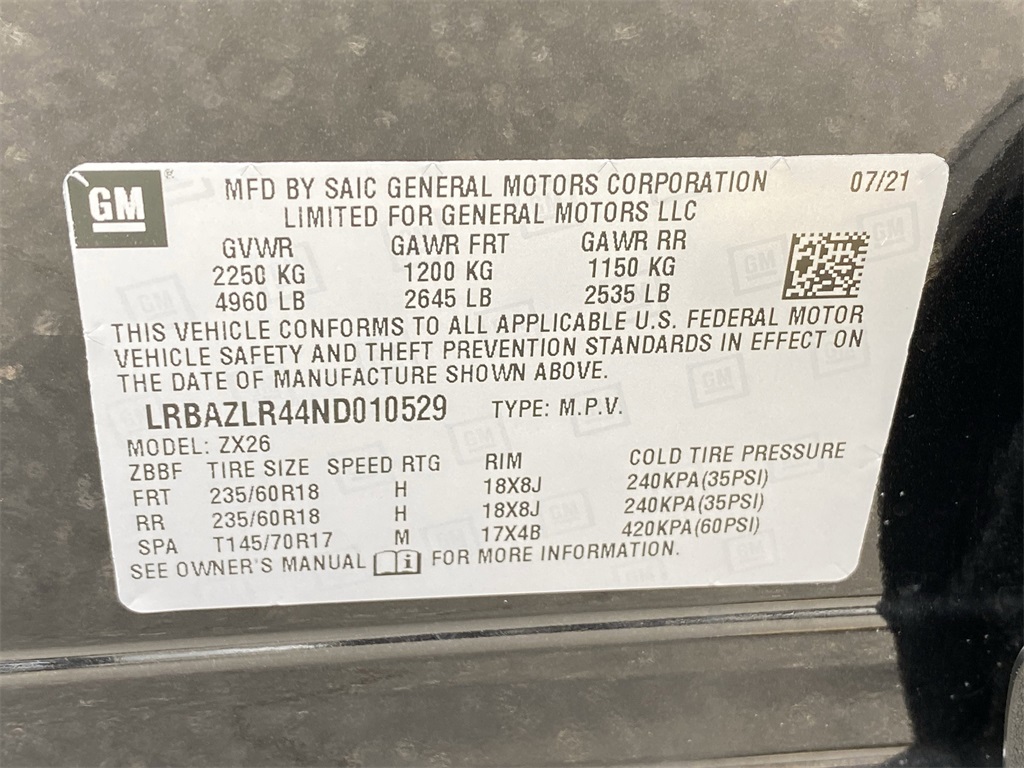 GM
MFD BY SAIC GENERAL MOTORS CORPORATION 07/21
LIMITED FOR GENERAL MOTORS LLC
GVWR GAWR FRT GAWR RR
2250 KG 1200 KG 1150 KG
4960 LB 2645 LB 2535 LB
THIS VEHICLE CONFORMS TO ALL APPLICABLE U.S. FEDERAL MOTOR
VEHICLE SAFETY AND THEFT PREVENTION STANDARDS IN EFFECT ON
THE DATE OF MANUFACTURE SHOWN ABOVE.
LRBAZLR44ND010529 TYPE: M.P.V.
MODEL: ZX26
ZBBF TIRE SIZE SPEED RTG RIM COLD TIRE PRESSURE
FRT 235/60R18 H 18X8J 240KPA(35PSI)
RR 235/60R18 H 18X8J 240KPA(35PSI)
SPA T145/70R17 M 17X4B 420KPA(60PSI)
SEE OWNER'S MANUAL FOR MORE INFORMATION.